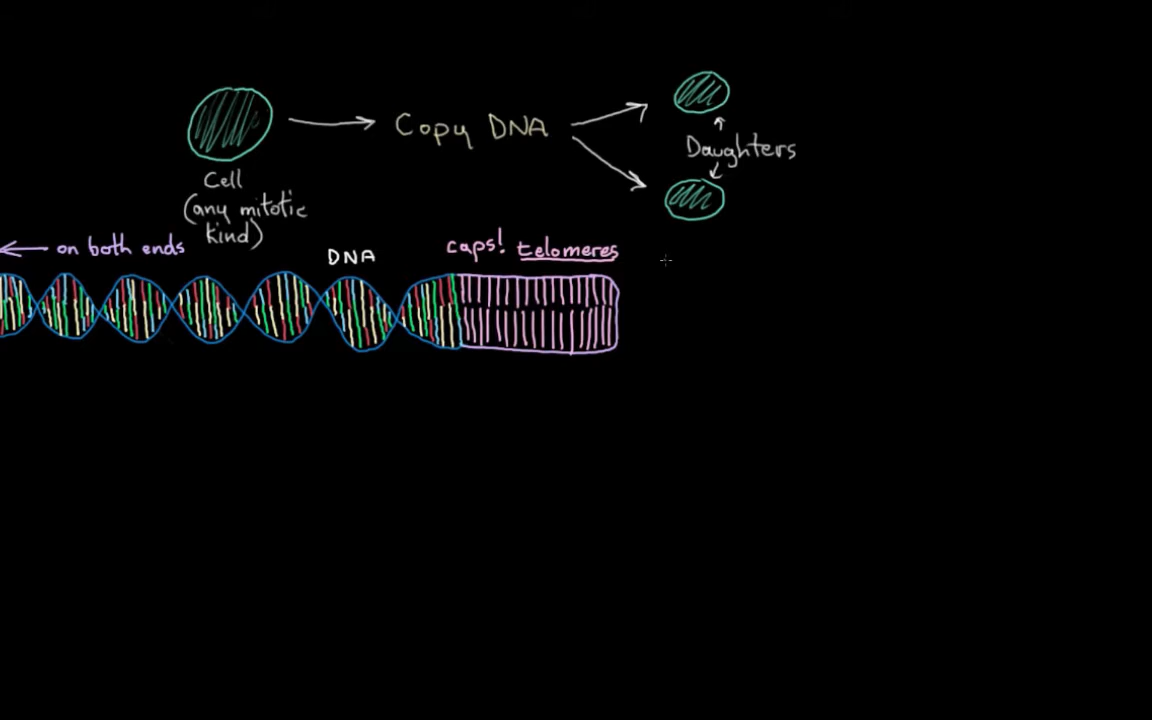 Copy DNA
Daughters
Cell
(any mitotic
kind)
on both ends
DNA
caps! telomeres